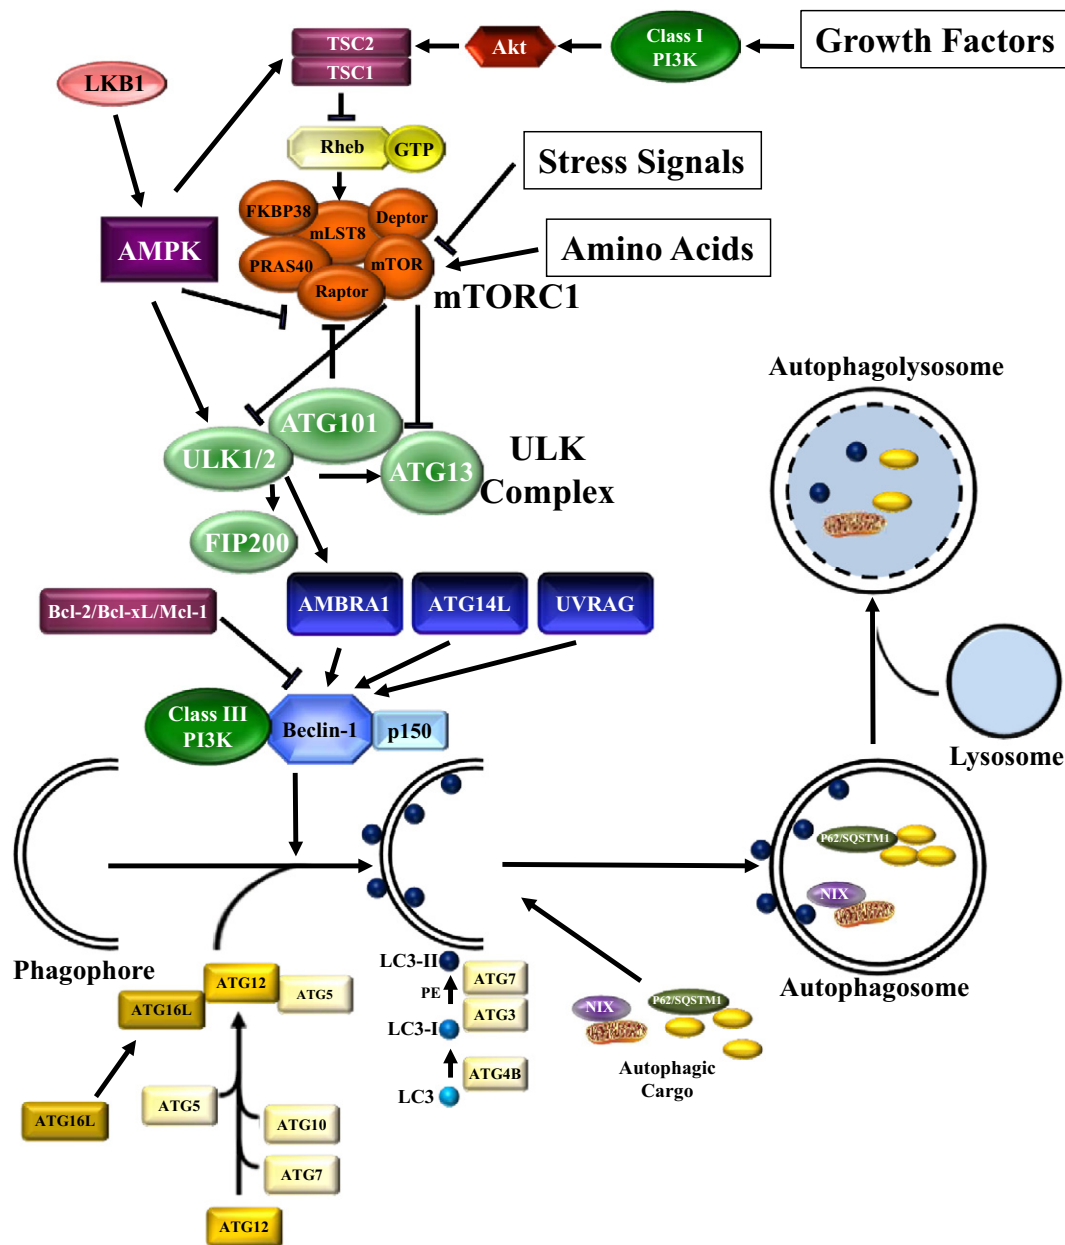 Growth Factors
Class I
PI3K
Akt
TSC2
TSC1
LKB1
Rheb
GTP
Stress Signals
FKBP38
Deptor
mLST8
AMPK
Amino Acids
PRAS40
mTOR
Raptor
mTORC1
Autophagolysosome
ATG101
ULK1/2
ATG13
ULK
Complex
FIP200
Bcl-2/Bcl-xL/Mcl-1
AMBRA1
ATG14L
UVRAG
Class III
PI3K
Beclin-1
p150
Lysosome
P62/SQSTM1
NIX
Phagophore
Autophagosome
LC3-II
ATG7
PE
ATG3
LC3-I
ATG4B
LC3
ATG12
ATG5
ATG16L
NIX
P62/SQSTM1
Autophagic
Cargo
ATG5
ATG16L
ATG10
ATG7
ATG12